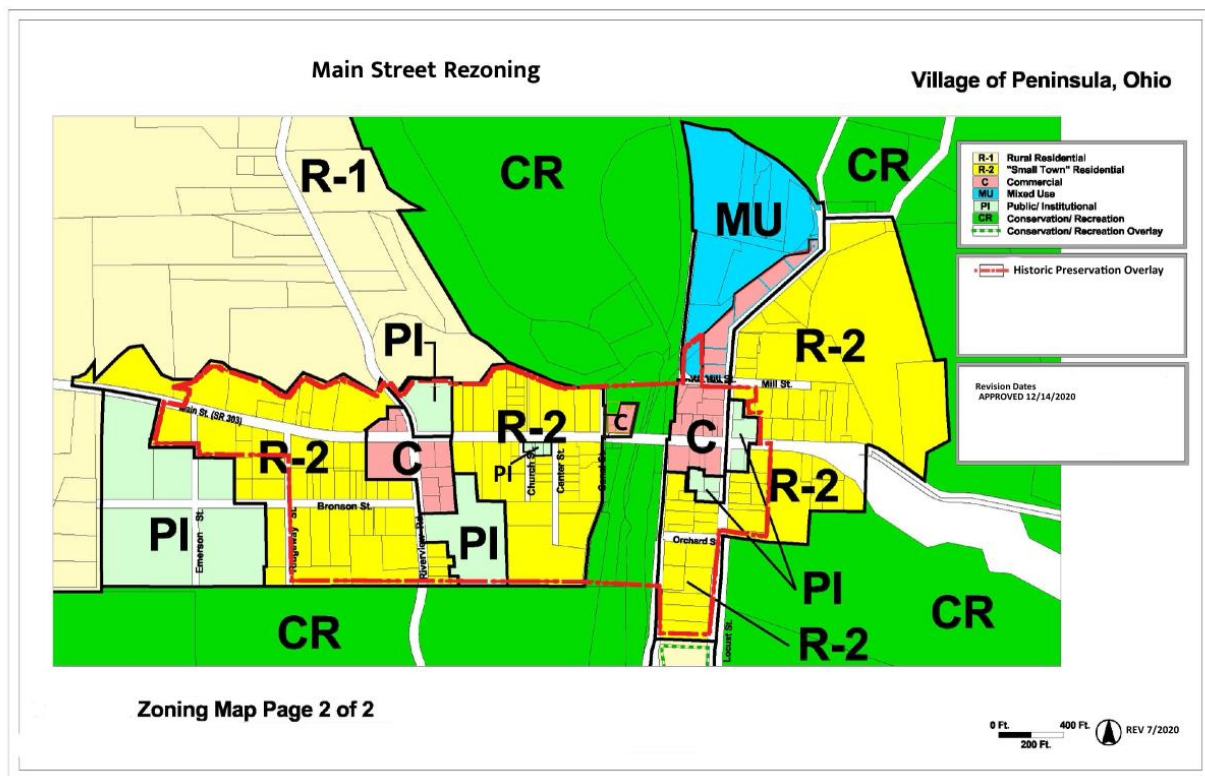 Main Street Rezoning
Village of Peninsula, Ohio
R-1
CR
CR
MU
R-1 Rural Residential
R-2 "Small Town" Residential
C Commercial
MU Mixed Use
PI Public/ Institutional
CR Conservation/ Recreation
Conservation/ Recreation Overlay
Historic Preservation Overlay
Revision Dates
APPROVED 12/14/2020
PI
R-2
Mill St.
Mill St.
Main St. (SR 303)
R-2
C
R-2
C
C
PI
Church St.
Center St.
R-2
Bronson St.
PI
Emerson St.
Ridgeway St.
Riverview Rd.
PI
Orchard St.
PI
CR
CR
R-2
Locust St.
Zoning Map Page 2 of 2
0 Ft. 400 Ft.
200 Ft.
REV 7/2020